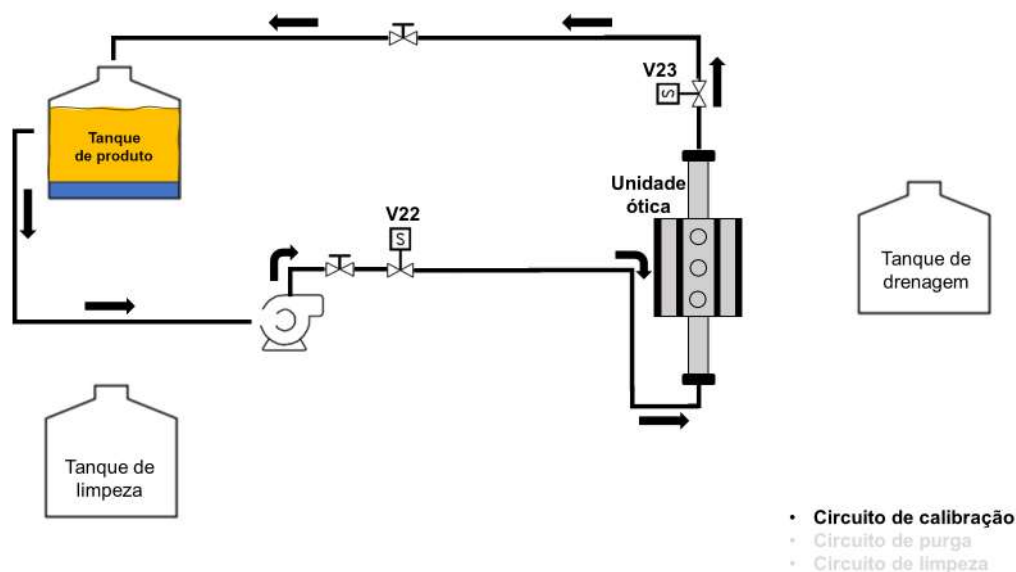 V23
S
Tanque
de produto
Unidade
ótica
V22
S
Tanque de
drenagem
Tanque de
limpeza
• Circuito de calibração
• Circuito de purga
• Circuito de limpeza